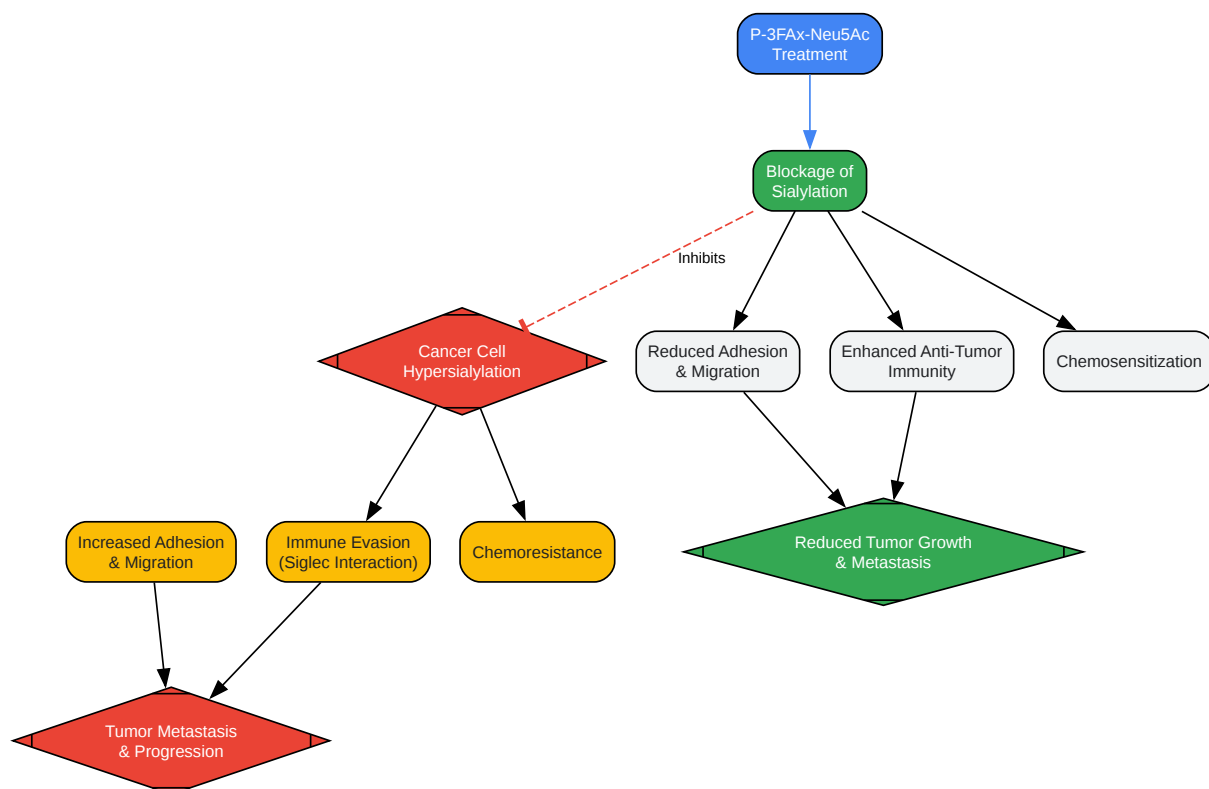 P-3FAx-Neu5Ac
Treatment
Blockage of
Sialylation
Inhibits
Cancer Cell
Hypersialylation
Reduced Adhesion
& Migration
Enhanced Anti-Tumor
Immunity
Chemosensitization
Increased Adhesion
& Migration
Immune Evasion
(Siglec Interaction)
Chemoresistance
Reduced Tumor Growth
& Metastasis
Tumor Metastasis
& Progression